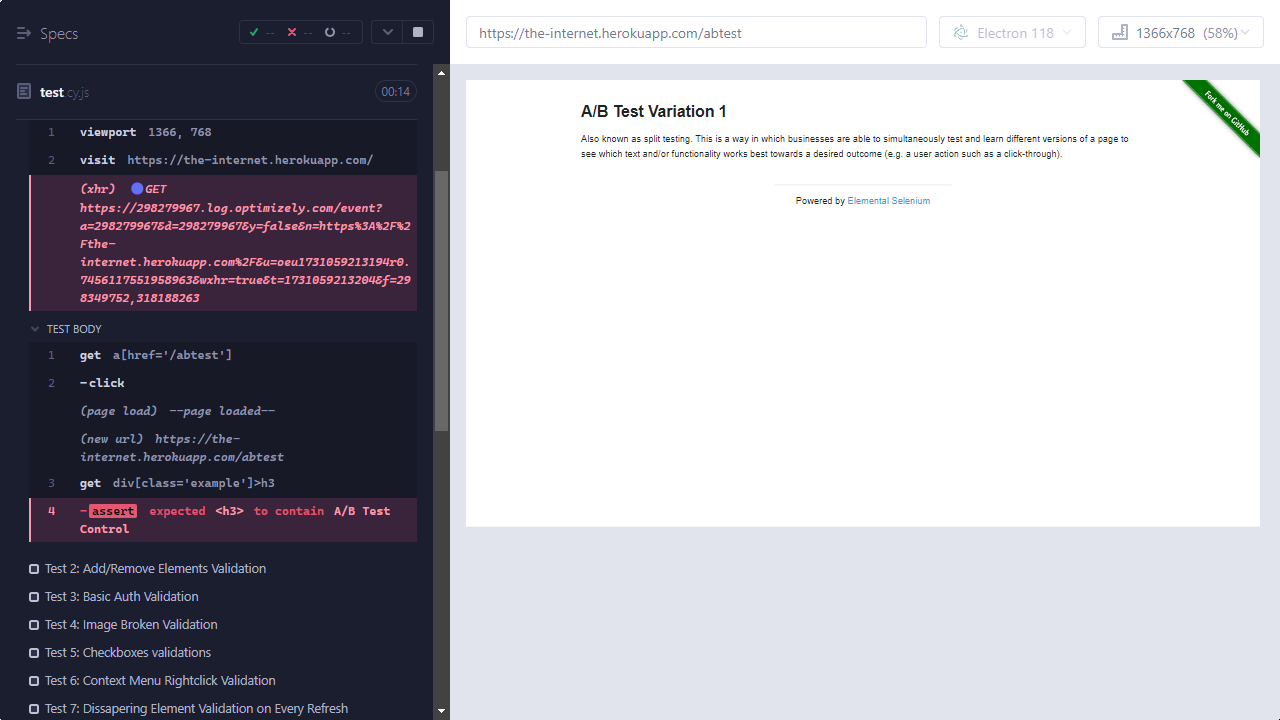 Specs
-- -- --
test cy.js
00:14
1 viewport 1366, 768
2 visit https://the-internet.herokuapp.com/
(xhr) GET
https://298279967.log.optimizely.com/event?
a=298279967&d=298279967&y=false&n=https%3A%2F%2
Fthe-
internet.herokuapp.com%2F&u=oeu1731059213194r0.
7456117551958963&wxhr=true&t=1731059213204&f=29
8349752,318188263
TEST BODY
1 get a[href='/abtest']
2 -click
(page load) --page loaded--
(new url) https://the-
internet.herokuapp.com/abtest
3 get div[class='example']>h3
4 -assert expected <h3> to contain A/B Test
Control
Test 2: Add/Remove Elements Validation
Test 3: Basic Auth Validation
Test 4: Image Broken Validation
Test 5: Checkboxes validations
Test 6: Context Menu Rightclick Validation
Test 7: Dissapering Element Validation on Every Refresh
https://the-internet.herokuapp.com/abtest
Electron 118
1366x768 (58%)
A/B Test Variation 1
Also known as split testing. This is a way in which businesses are able to simultaneously test and learn different versions of a page to
see which text and/or functionality works best towards a desired outcome (e.g. a user action such as a click-through).
Powered by Elemental Selenium
Fork me on GitHub